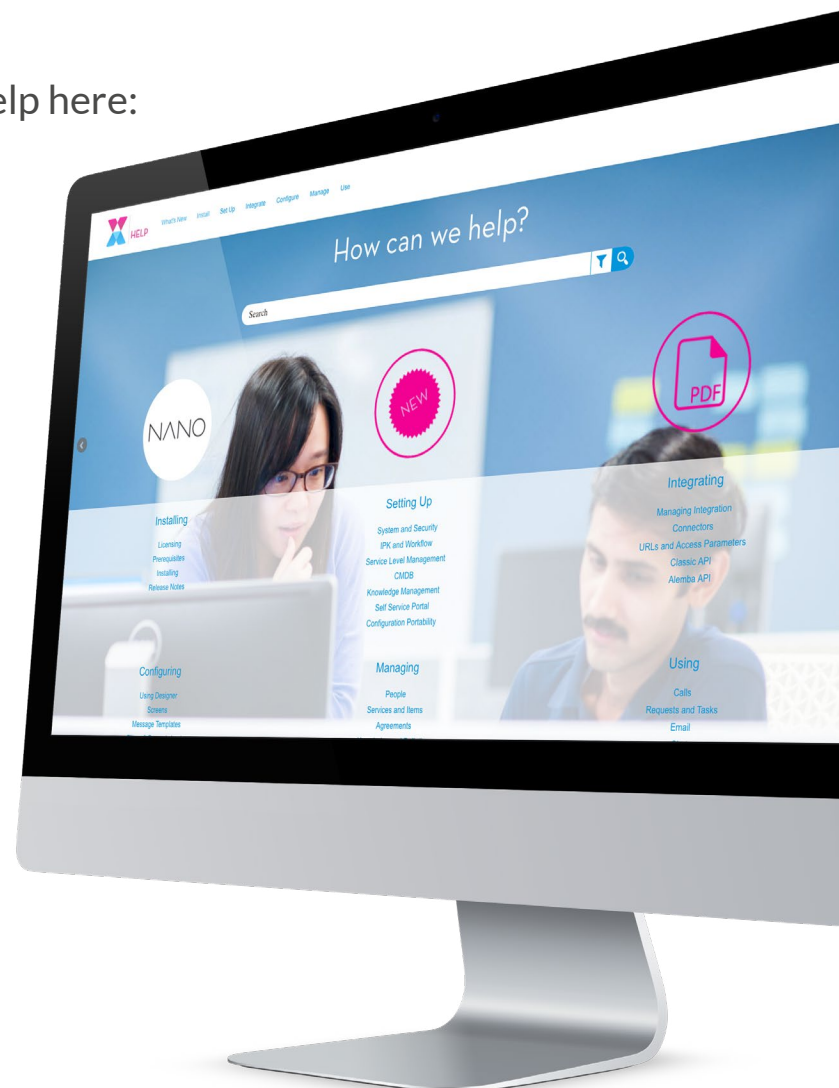 elp here:
HELP
What's New Install Set Up Integrate Configure Manage Use
How can we help?
Search
NANO
NEW
PDF
Installing
Licensing
Prerequisites
Installing
Release Notes
Setting Up
System and Security
IPK and Workflow
Service Level Management
CMDB
Knowledge Management
Self Service Portal
Configuration Portability
Integrating
Managing Integration
Connectors
URLs and Access Parameters
Classic API
Alemba API
Configuring
Using Designer
Screens
Message Templates
Managing
People
Services and Items
Agreements
Using
Calls
Requests and Tasks
Email